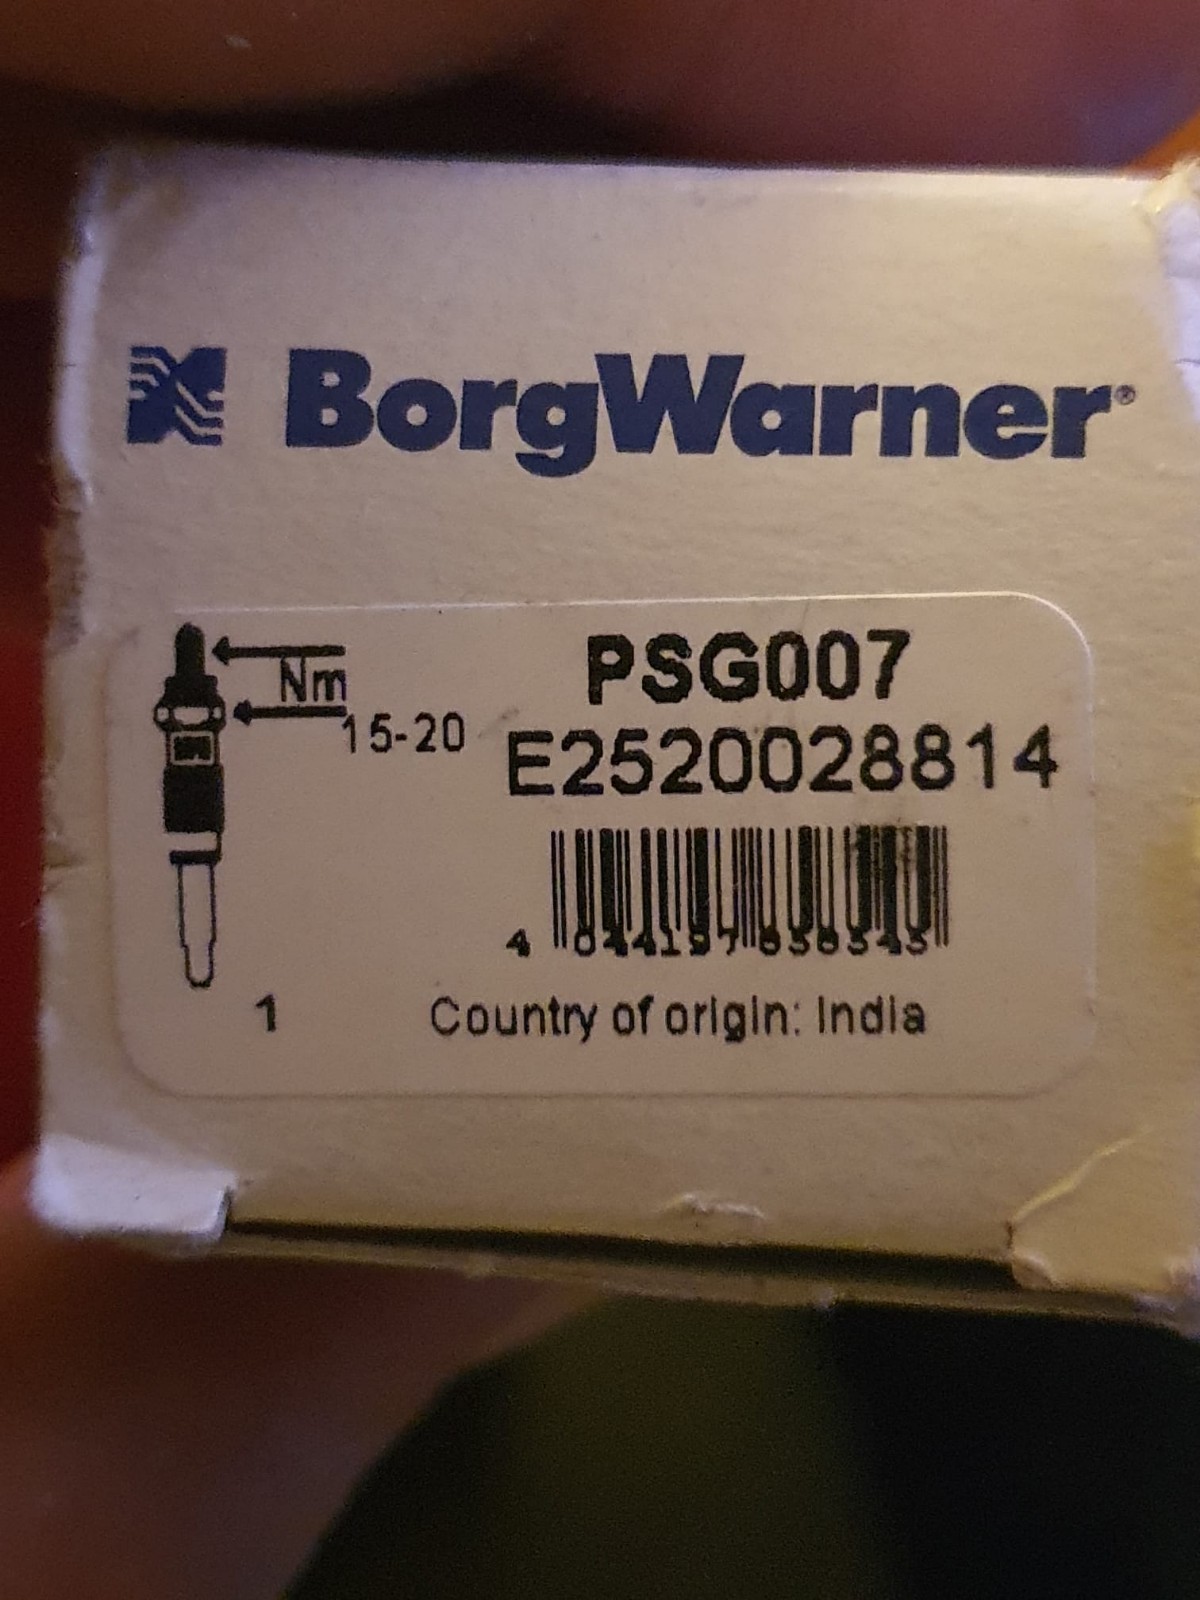 BorgWarner®
Nm
15-20
PSG007
E2520028814
1
Country of origin: India